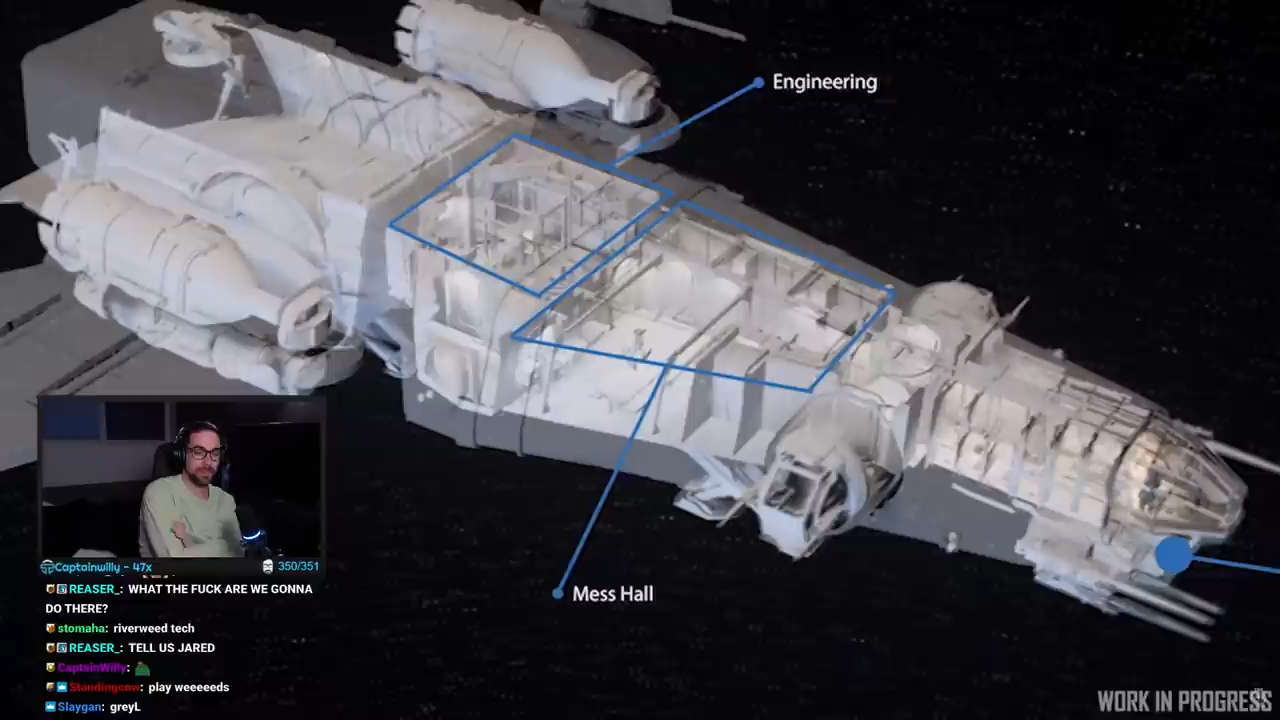 Engineering
Mess Hall
Captainwilly - 47x 350/351
REASER_: WHAT THE FUCK ARE WE GONNA
DO THERE?
stomaha: riverweed tech
REASER_: TELL US JARED
CaptainWilly:
Standingcow: play weeeeds
Slaygan: greyL
WORK IN PROGRESS